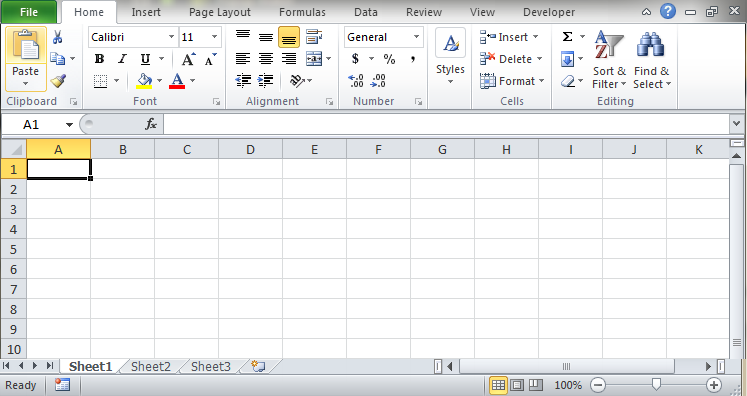 File Home Insert Page Layout Formulas Data Review View Developer
Calibri 11 General Insert Σ
Paste B I U A A $ % , Styles Delete Sort & Find &
A .0 .00 .00 .0 Format Filter Select
Clipboard Font Alignment Number Cells Editing
A1 fx
A B C D E F G H I J K
1
2
3
4
5
6
7
8
9
10
Sheet1 Sheet2 Sheet3
Ready 100%